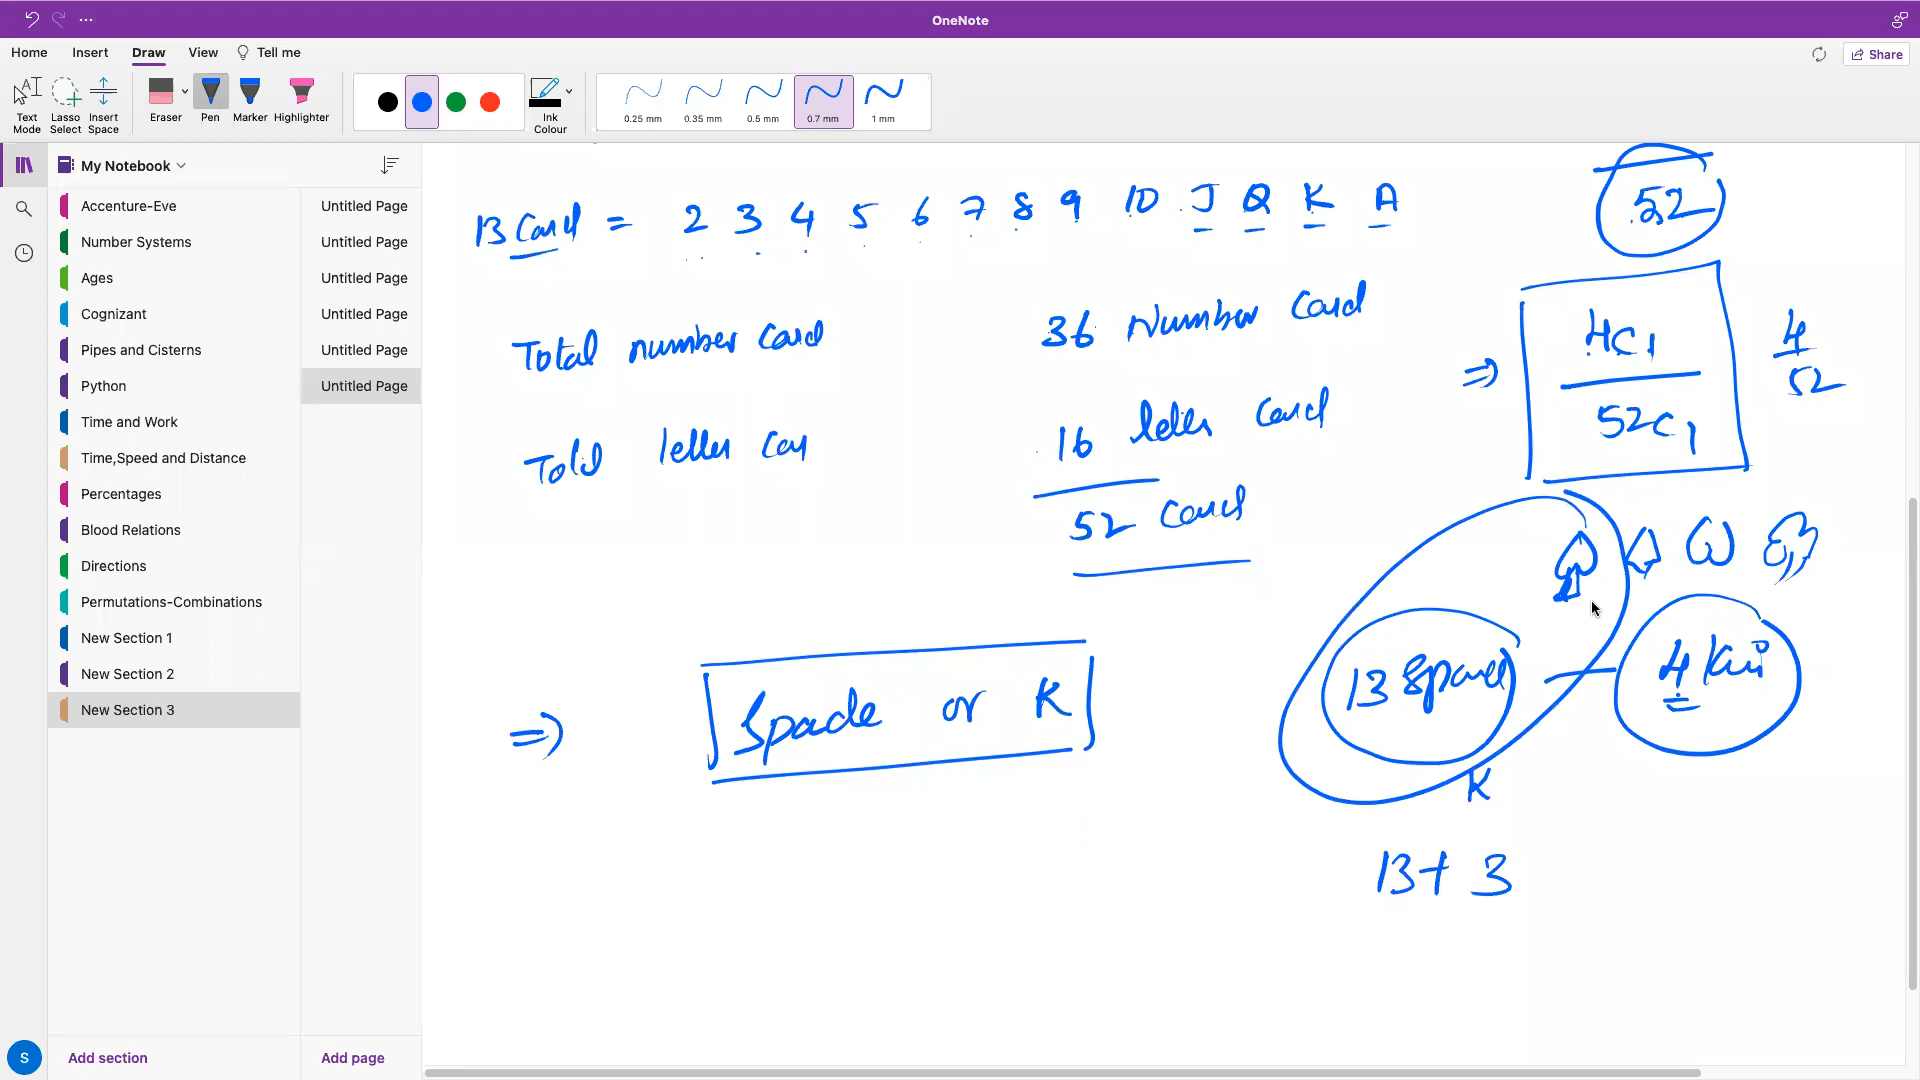 OneNote
Home Insert Draw View Tell me
Share
Text Mode
Lasso Select
Insert Space
Eraser
Pen
Marker
Highlighter
Ink Colour
0.25 mm
0.35 mm
0.5 mm
0.7 mm
1 mm
My Notebook
Accenture-Eve
Number Systems
Ages
Cognizant
Pipes and Cisterns
Python
Time and Work
Time,Speed and Distance
Percentages
Blood Relations
Directions
Permutations-Combinations
New Section 1
New Section 2
New Section 3
Untitled Page
Untitled Page
Untitled Page
Untitled Page
Untitled Page
Untitled Page
S
Add section
Add page
13 Card = 2 3 4 5 6 7 8 9 10 J Q K A
52
Total number Card
36 Number Card
⇒ 4C1
52C1
4
52
letter
16 letter Card
52 Card
13 Spade
4
⇒ Spade or K
K
13 + 3